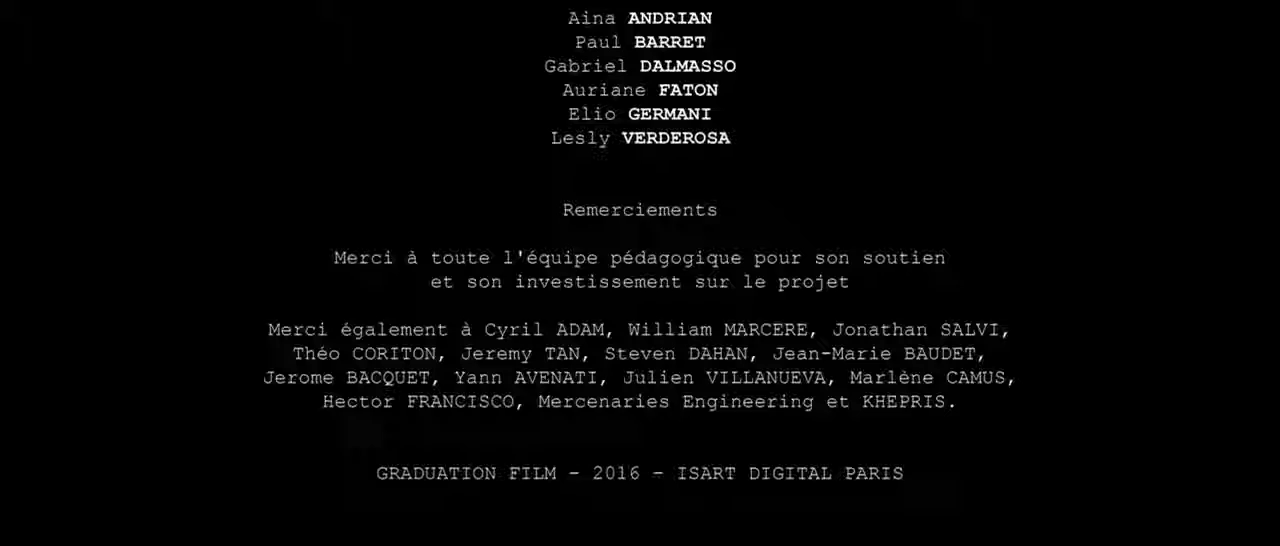 Aina ANDRIAN
Paul BARRET
Gabriel DALMASSO
Auriane FATON
Elio GERMANI
Lesly VERDEROSA
Remerciements
Merci à toute l'équipe pédagogique pour son soutien
et son investissement sur le projet
Merci également à Cyril ADAM, William MARCERE, Jonathan SALVI,
Théo CORITON, Jeremy TAN, Steven DAHAN, Jean-Marie BAUDET,
Jerome BACQUET, Yann AVENATI, Julien VILLANUEVA, Marlène CAMUS,
Hector FRANCISCO, Mercenaries Engineering et KHEPRIS.
GRADUATION FILM - 2016 - ISART DIGITAL PARIS